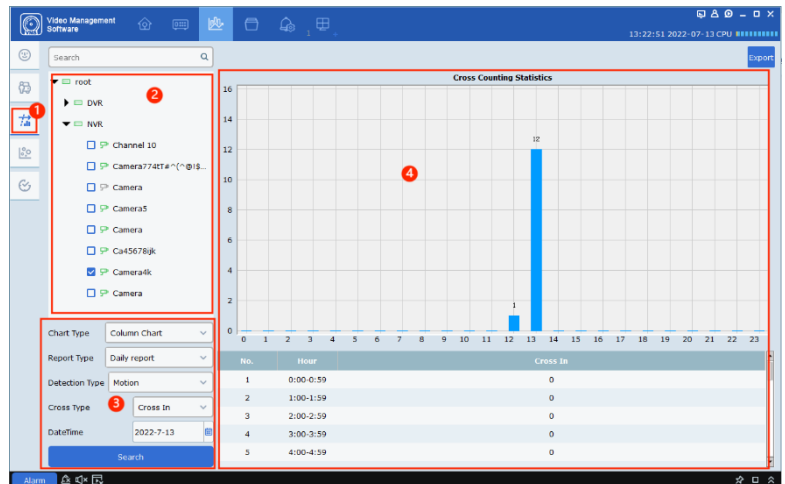 Video Management
Software
1
13:22:51 2022-07-13 CPU
Search
Export
1
2
root
DVR
NVR
Channel 10
Camera774tT#^(^@!$...
Camera
Camera5
Camera
Ca45678ijk
Camera4k
Camera
Cross Counting Statistics
16
14
12
10
8
6
4
2
0
12
1
4
0 1 2 3 4 5 6 7 8 9 10 11 12 13 14 15 16 17 18 19 20 21 22 23
Chart Type Column Chart
Report Type Daily report
Detection Type Motion
Cross Type 3 Cross In
DateTime 2022-7-13
Search
No. Hour Cross In
1 0:00-0:59 0
2 1:00-1:59 0
3 2:00-2:59 0
4 3:00-3:59 0
5 4:00-4:59 0
Alarm